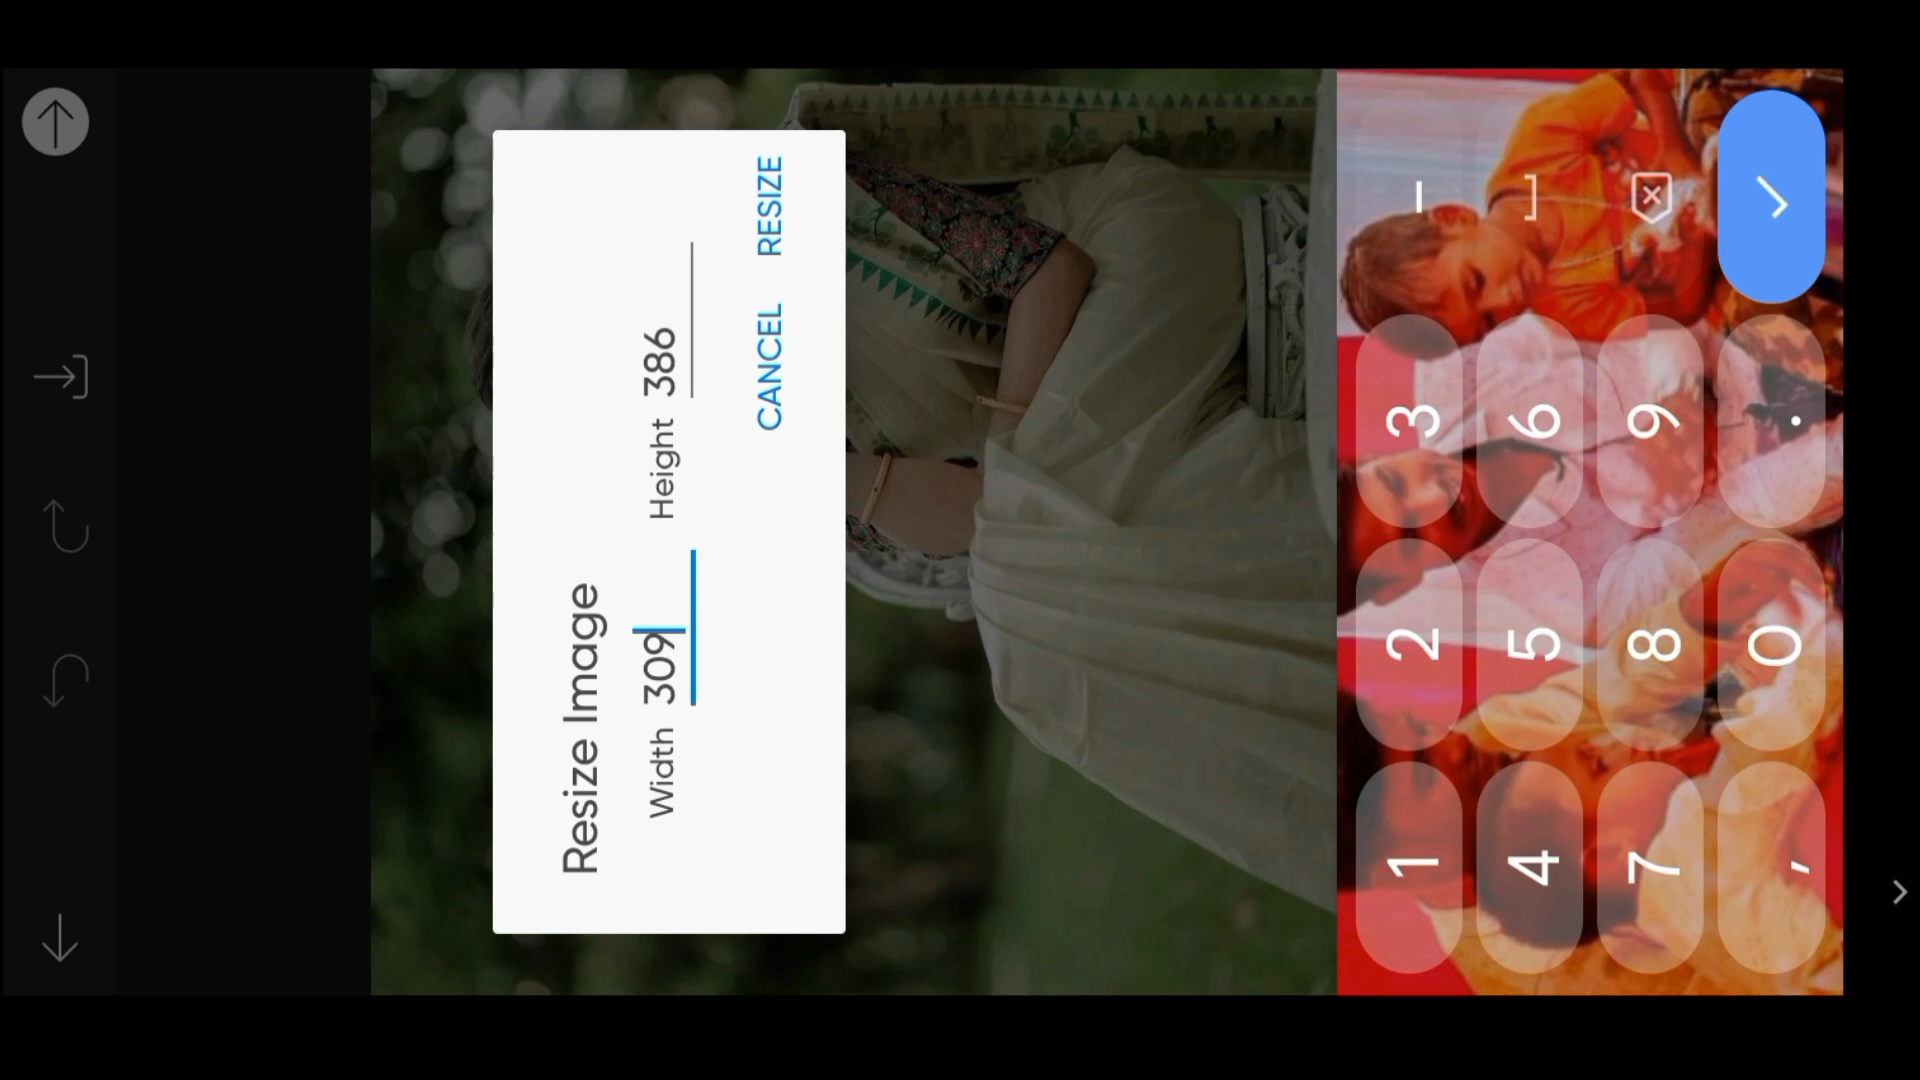 Resize Image
Width 309 Height 386
CANCEL RESIZE
1 2 3 –
4 5 6 ]
7 8 9
, 0 .